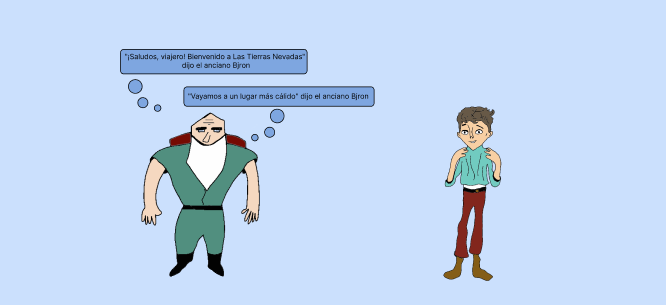 "¡Saludos, viajero! Bienvenido a Las Tierras Nevadas"
dijo el anciano Bjron
"Vayamos a un lugar más cálido" dijo el anciano Bjron